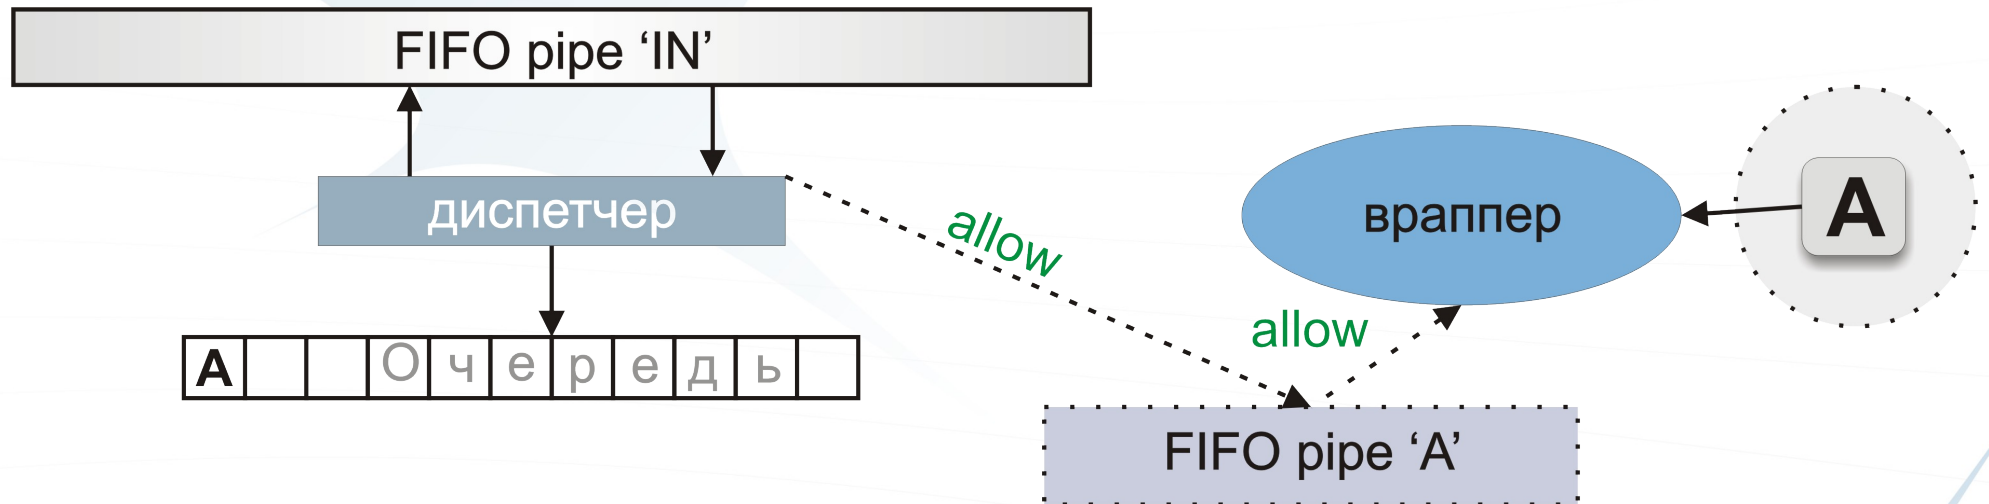 FIFO pipe ‘IN’
диспетчер
allow
враппер
A
allow
A Очередь
FIFO pipe ‘A’